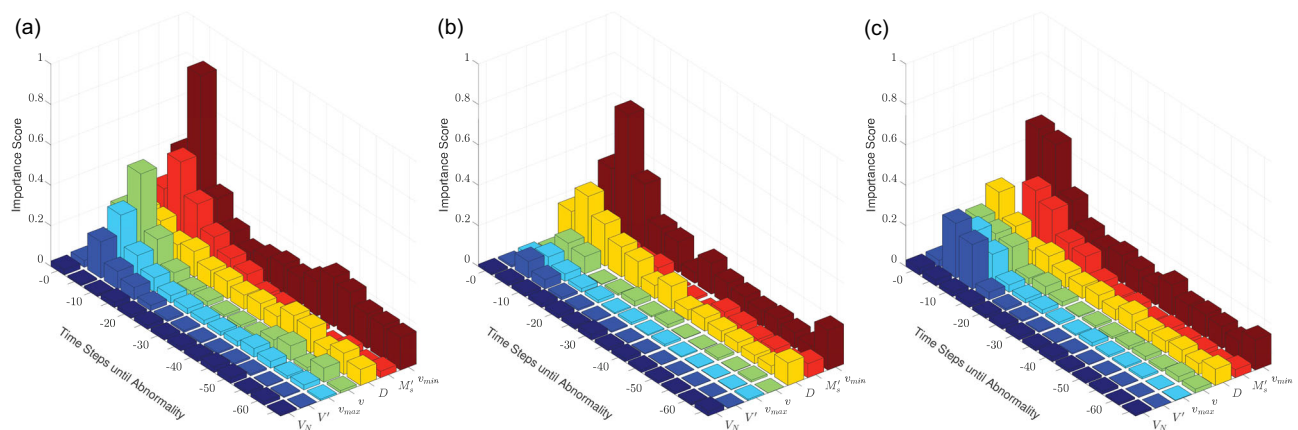 (a)
1
0.8
0.6
0.4
0.2
0
Importance Score
-0
-10
-20
-30
-40
-50
-60
Time Steps until Abnormality
V_N
V'
v_max
v
D
M'_s
v_min
(b)
1
0.8
0.6
0.4
0.2
0
Importance Score
-0
-10
-20
-30
-40
-50
-60
Time Steps until Abnormality
V_N
V'
v_max
v
D
M'_s
v_min
(c)
1
0.8
0.6
0.4
0.2
0
Importance Score
-0
-10
-20
-30
-40
-50
-60
Time Steps until Abnormality
V_N
V'
v_max
v
D
M'_s
v_min